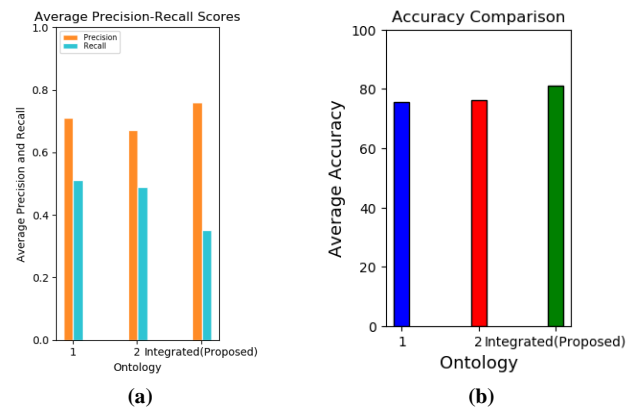 Average Precision-Recall Scores
1.0
0.8
0.6
0.4
0.2
0.0
Average Precision and Recall
Precision
Recall
1 2 Integrated(Proposed)
Ontology
(a)
Accuracy Comparison
100
80
60
40
20
0
Average Accuracy
1 2 Integrated(Proposed)
Ontology
(b)